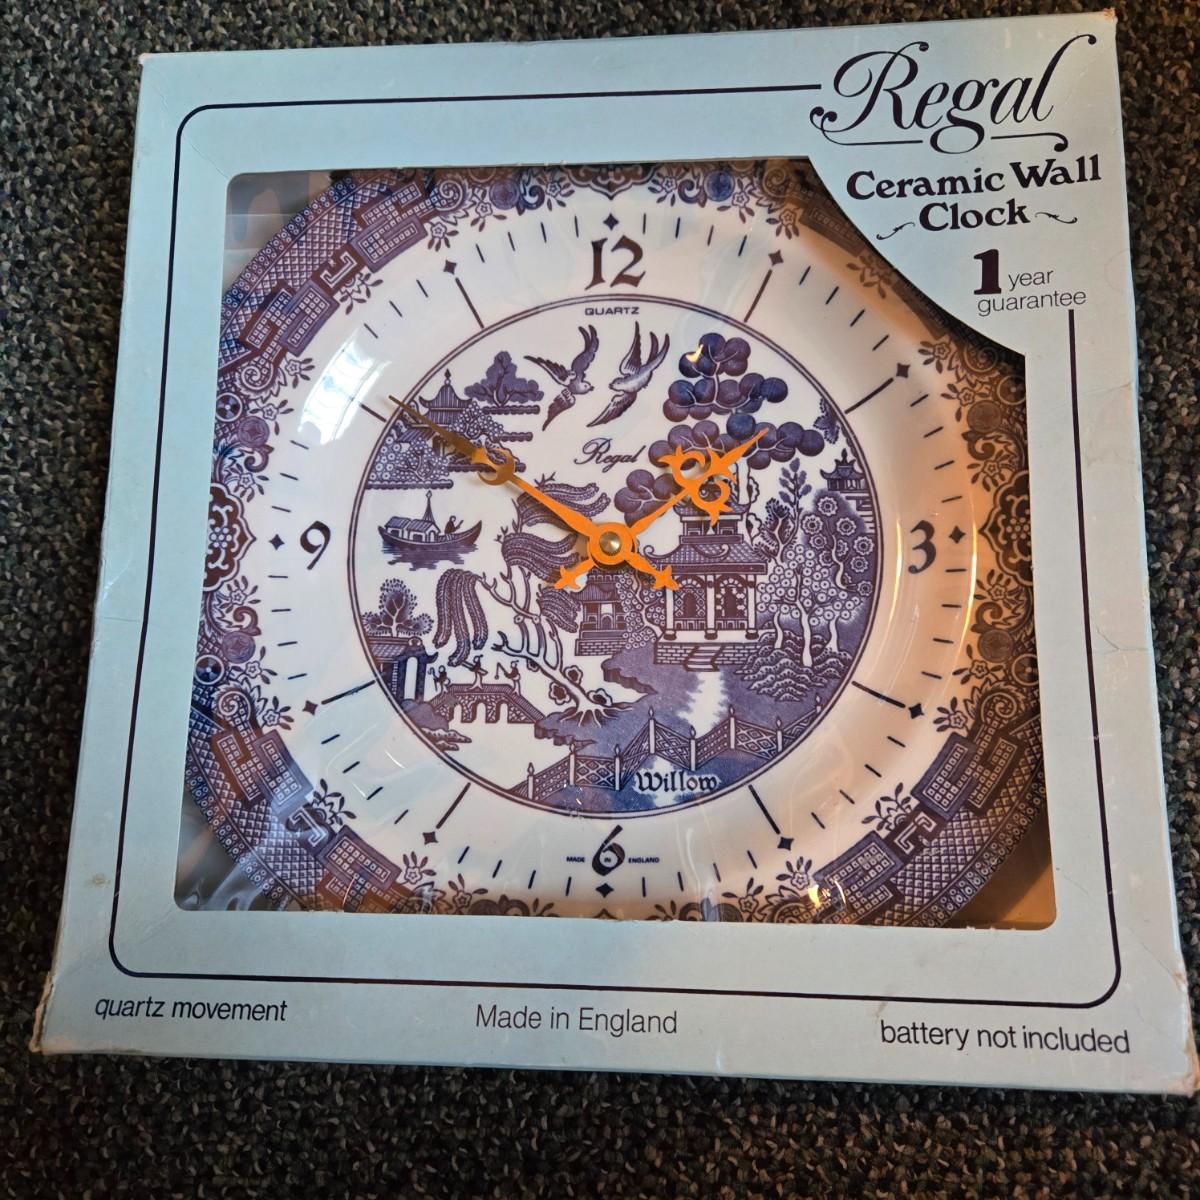 Regal
Ceramic Wall
Clock
1 year
guarantee
12
QUARTZ
Regal
9
3
Willow
6
MADE IN ENGLAND
quartz movement
Made in England
battery not included